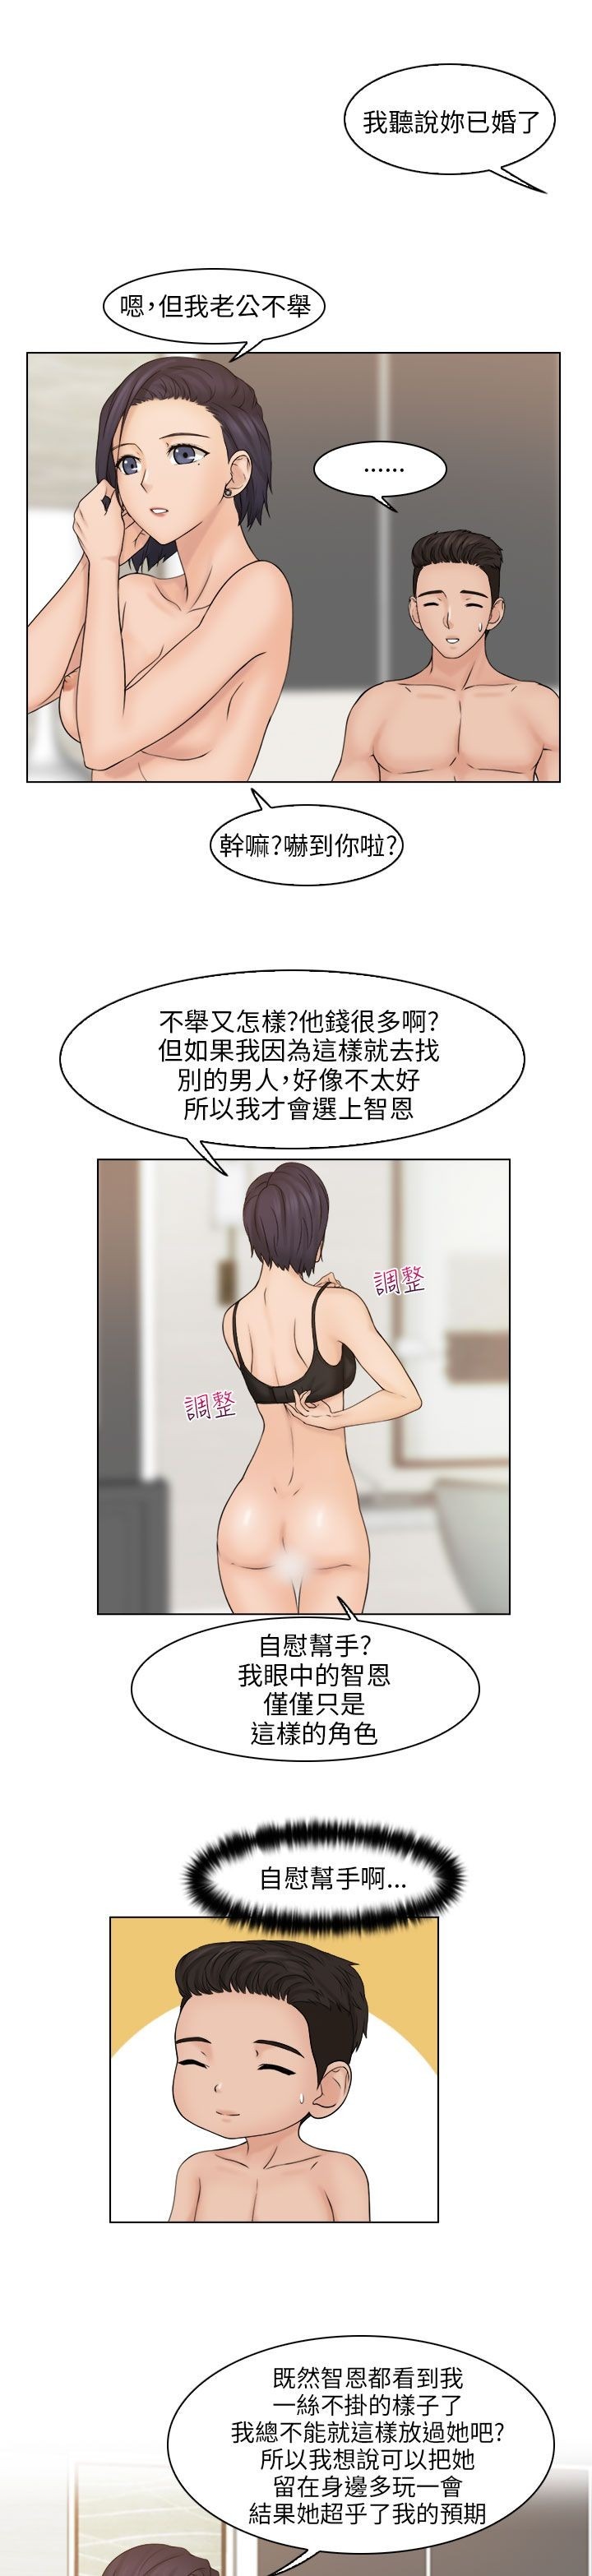 我聽說妳已婚了
嗯，但我老公不舉
......
幹嘛?嚇到你啦?
不舉又怎樣?他錢很多啊?
但如果我因為這樣就去找
別的男人，好像不太好
所以我才會選上智恩
調整
調整
自慰幫手?
我眼中的智恩
僅僅只是
這樣的角色
自慰幫手啊...
既然智恩都看到我
一絲不掛的樣子了
我總不能就這樣放過她吧?
所以我想說可以把她
留在身邊多玩一會
結果她超乎了我的預期